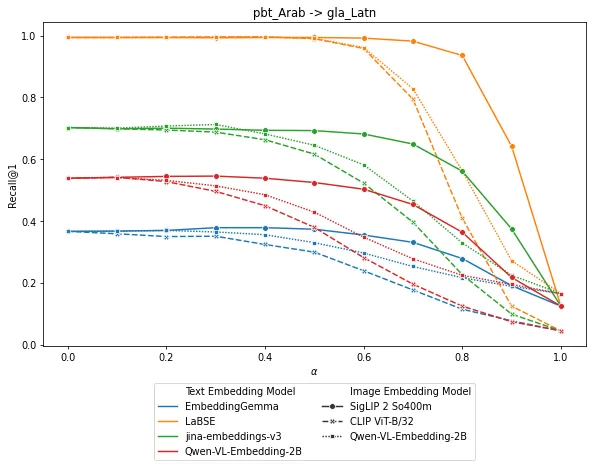 pbt_Arab -> gla_Latn
Recall@1
1.0
0.8
0.6
0.4
0.2
0.0
0.0 0.2 0.4 0.6 0.8 1.0
α
Text Embedding Model
EmbeddingGemma
LaBSE
jina-embeddings-v3
Qwen-VL-Embedding-2B
Image Embedding Model
SigLIP 2 So400m
CLIP ViT-B/32
Qwen-VL-Embedding-2B